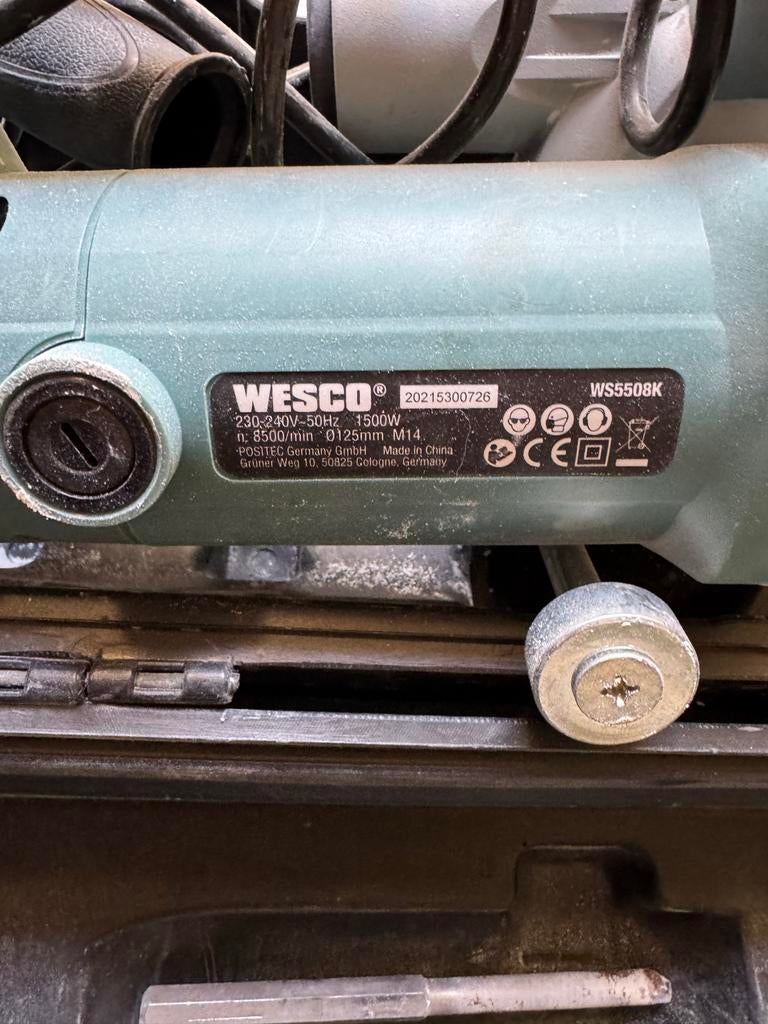 WESCO® 20215300726 WS5508K
230-240V~50Hz 1500W
n: 8500/min Ø125mm M14
POSITEC Germany GmbH Made in China
Grüner Weg 10, 50825 Cologne, Germany
CE